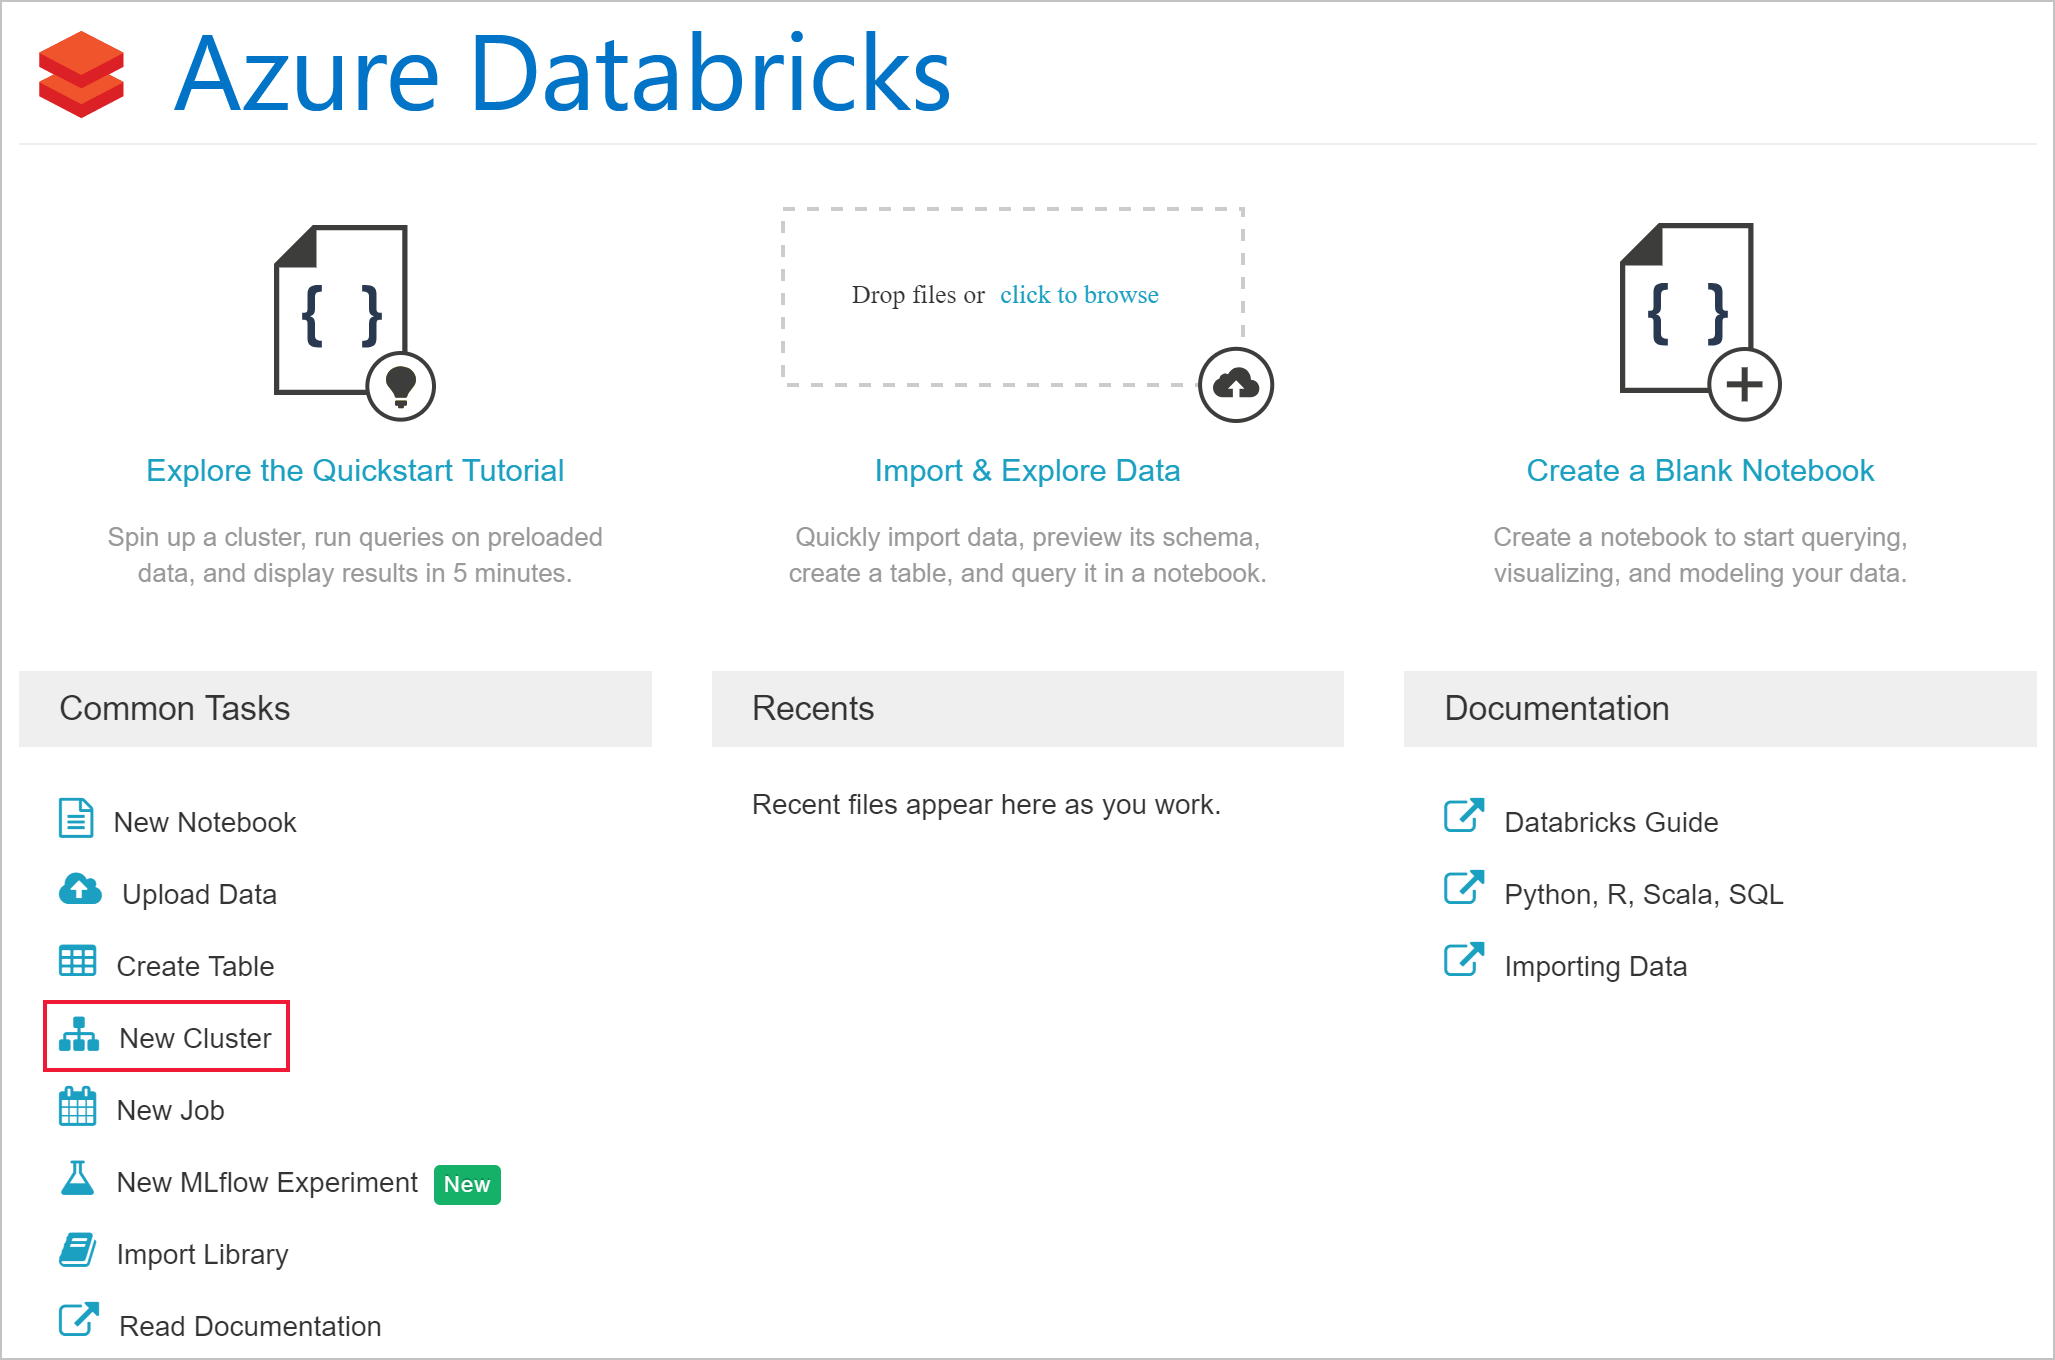 Azure Databricks
{ }
Drop files or click to browse
{ }
Explore the Quickstart Tutorial
Spin up a cluster, run queries on preloaded
data, and display results in 5 minutes.
Import & Explore Data
Quickly import data, preview its schema,
create a table, and query it in a notebook.
Create a Blank Notebook
Create a notebook to start querying,
visualizing, and modeling your data.
Common Tasks
New Notebook
Upload Data
Create Table
New Cluster
New Job
New MLflow Experiment New
Import Library
Read Documentation
Recents
Recent files appear here as you work.
Documentation
Databricks Guide
Python, R, Scala, SQL
Importing Data